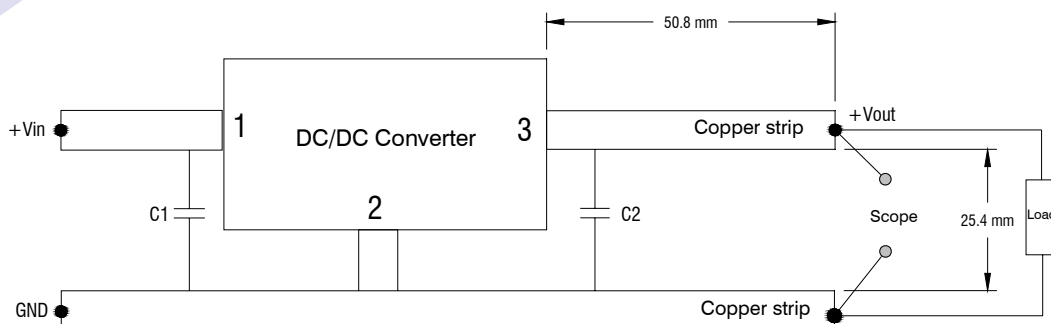 50.8 mm
+Vin
1
DC/DC Converter
3
Copper strip
+Vout
C1
2
C2
Scope
25.4 mm
Load
GND
Copper strip